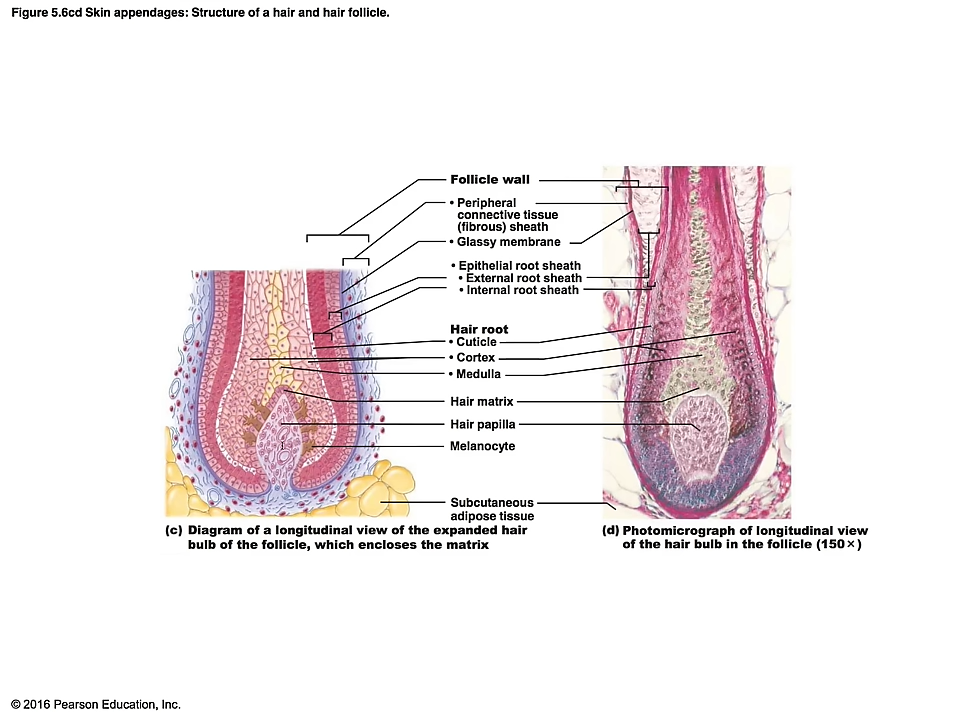 Figure 5.6cd Skin appendages: Structure of a hair and hair follicle.
Follicle wall
• Peripheral
connective tissue
(fibrous) sheath
• Glassy membrane
• Epithelial root sheath
• External root sheath
• Internal root sheath
Hair root
• Cuticle
• Cortex
• Medulla
Hair matrix
Hair papilla
Melanocyte
Subcutaneous
adipose tissue
(c) Diagram of a longitudinal view of the expanded hair
bulb of the follicle, which encloses the matrix
(d) Photomicrograph of longitudinal view
of the hair bulb in the follicle (150×)
© 2016 Pearson Education, Inc.